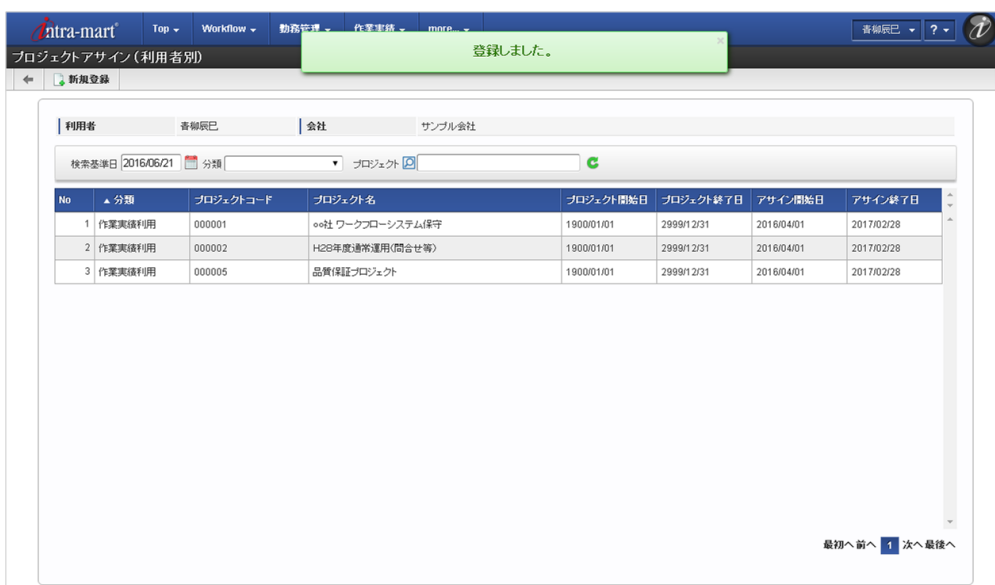 intra-mart Top Workflow 勤務管理 作業実績 more... 青柳辰巳 ?
登録しました。 ×
プロジェクトアサイン(利用者別)
新規登録
利用者 青柳辰巳 会社 サンプル会社
検索基準日 2016/06/21 分類 プロジェクト
No ▲ 分類 プロジェクトコード プロジェクト名 プロジェクト開始日 プロジェクト終了日 アサイン開始日 アサイン終了日
1 作業実績利用 000001 ∞社 ワークフローシステム保守 1900/01/01 2999/12/31 2016/04/01 2017/02/28
2 作業実績利用 000002 H28年度通常運用(問合せ等) 1900/01/01 2999/12/31 2016/04/01 2017/02/28
3 作業実績利用 000005 品質保証プロジェクト 1900/01/01 2999/12/31 2016/04/01 2017/02/28
最初へ 前へ 1 次へ 最後へ